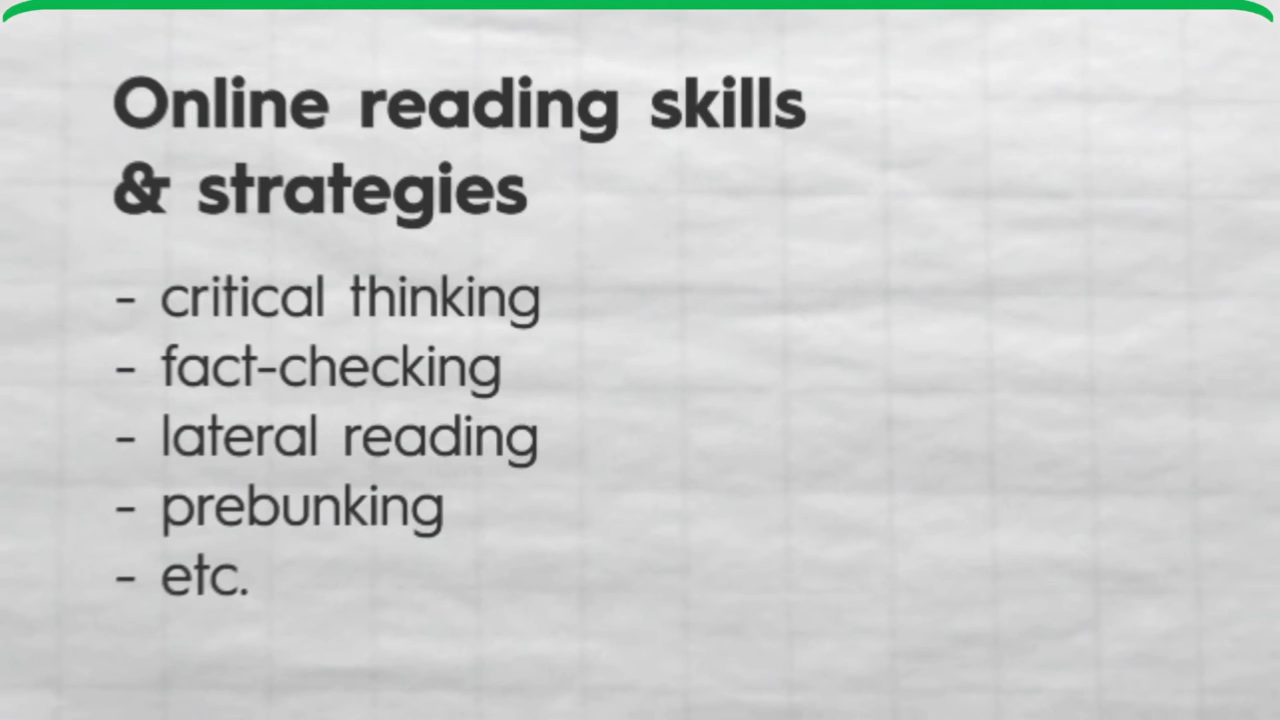 Online reading skills
& strategies
- critical thinking
- fact-checking
- lateral reading
- prebunking
- etc.